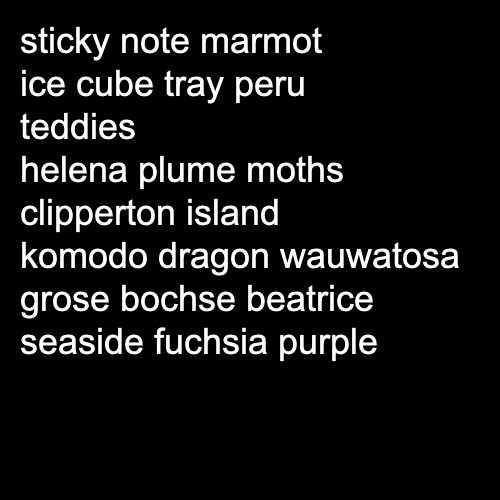 sticky note marmot
ice cube tray peru
teddies
helena plume moths
clipperton island
komodo dragon wauwatosa
grose bochse beatrice
seaside fuchsia purple